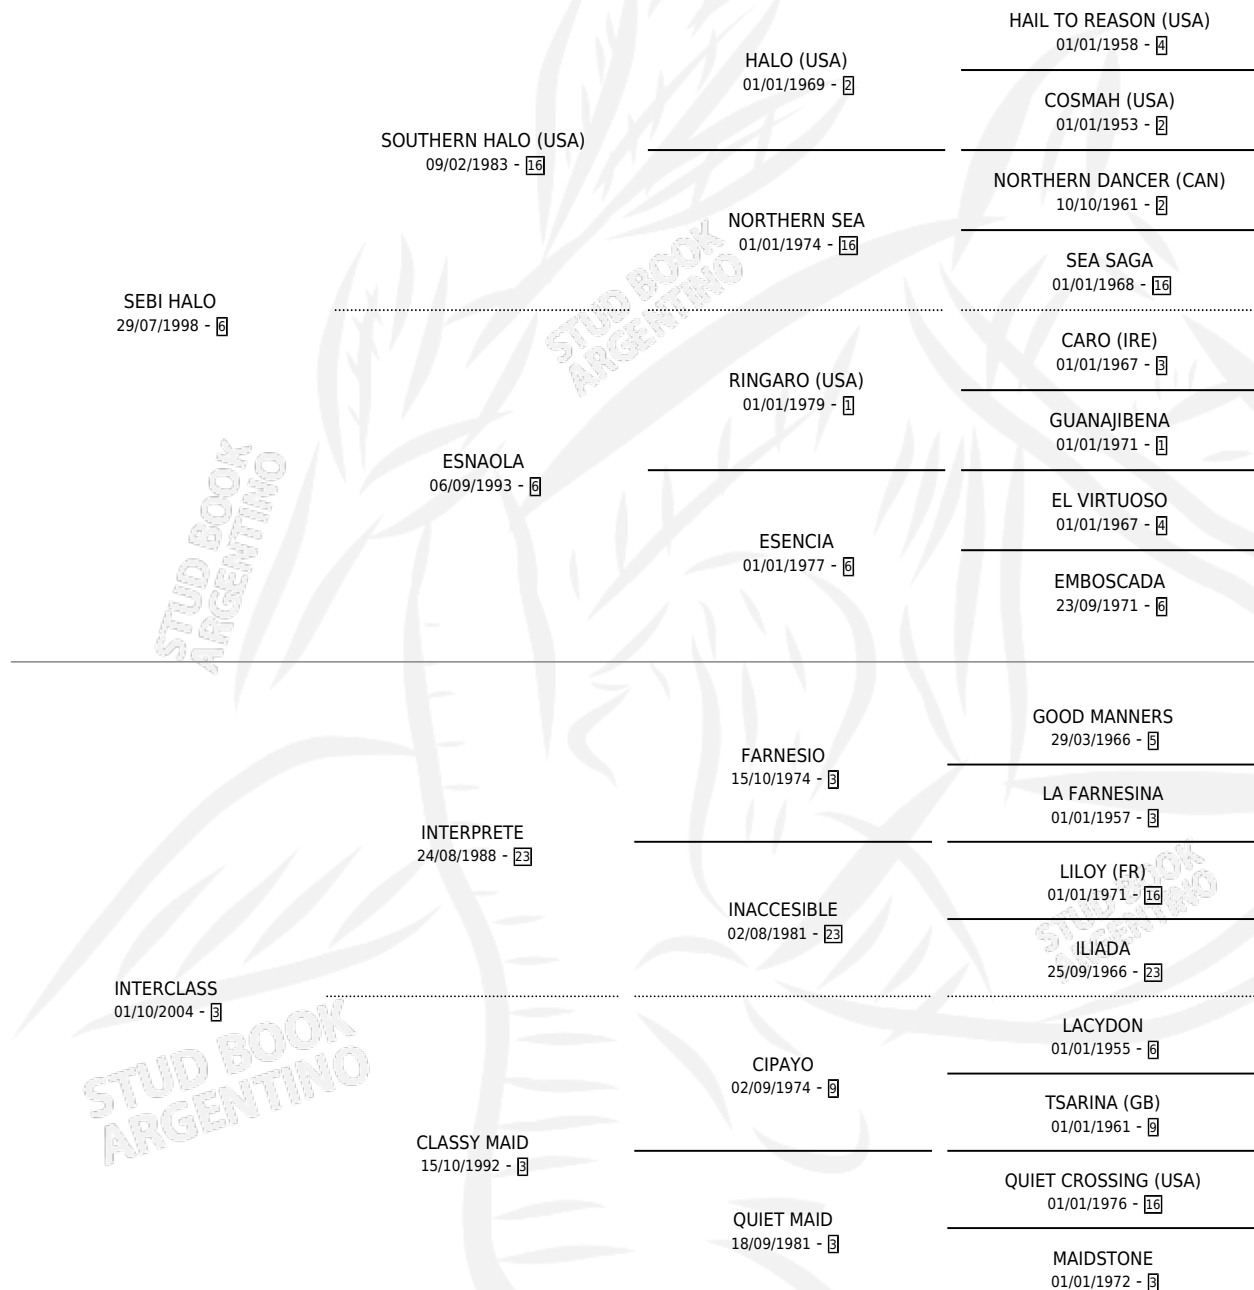 HAIL TO REASON (USA)
01/01/1958 - 4
HALO (USA)
01/01/1969 - 2
COSMAH (USA)
01/01/1953 - 2
SOUTHERN HALO (USA)
09/02/1983 - 16
NORTHERN DANCER (CAN)
10/10/1961 - 2
NORTHERN SEA
01/01/1974 - 16
SEA SAGA
01/01/1968 - 16
SEBI HALO
29/07/1998 - 6
STUD BOOK
ARGENTINO
CARO (IRE)
01/01/1967 - 3
RINGARO (USA)
01/01/1979 - 1
GUANAJIBENA
01/01/1971 - 1
ESNAOLA
06/09/1993 - 6
EL VIRTUOSO
01/01/1967 - 4
ESENCIA
01/01/1977 - 6
EMBOSCADA
23/09/1971 - 6
STUD BOOK
ARGENTINO
GOOD MANNERS
29/03/1966 - 5
FARNESIO
15/10/1974 - 3
LA FARNESINA
01/01/1957 - 3
INTERPRETE
24/08/1988 - 23
LILOY (FR)
01/01/1971 - 16
INACCESIBLE
02/08/1981 - 23
ILIADA
25/09/1966 - 23
STUD BOOK
ARGENTINO
INTERCLASS
01/10/2004 - 3
STUD BOOK
ARGENTINO
LACYDON
01/01/1955 - 6
CIPAYO
02/09/1974 - 9
TSARINA (GB)
01/01/1961 - 9
CLASSY MAID
15/10/1992 - 3
QUIET CROSSING (USA)
01/01/1976 - 16
QUIET MAID
18/09/1981 - 3
MAIDSTONE
01/01/1972 - 3